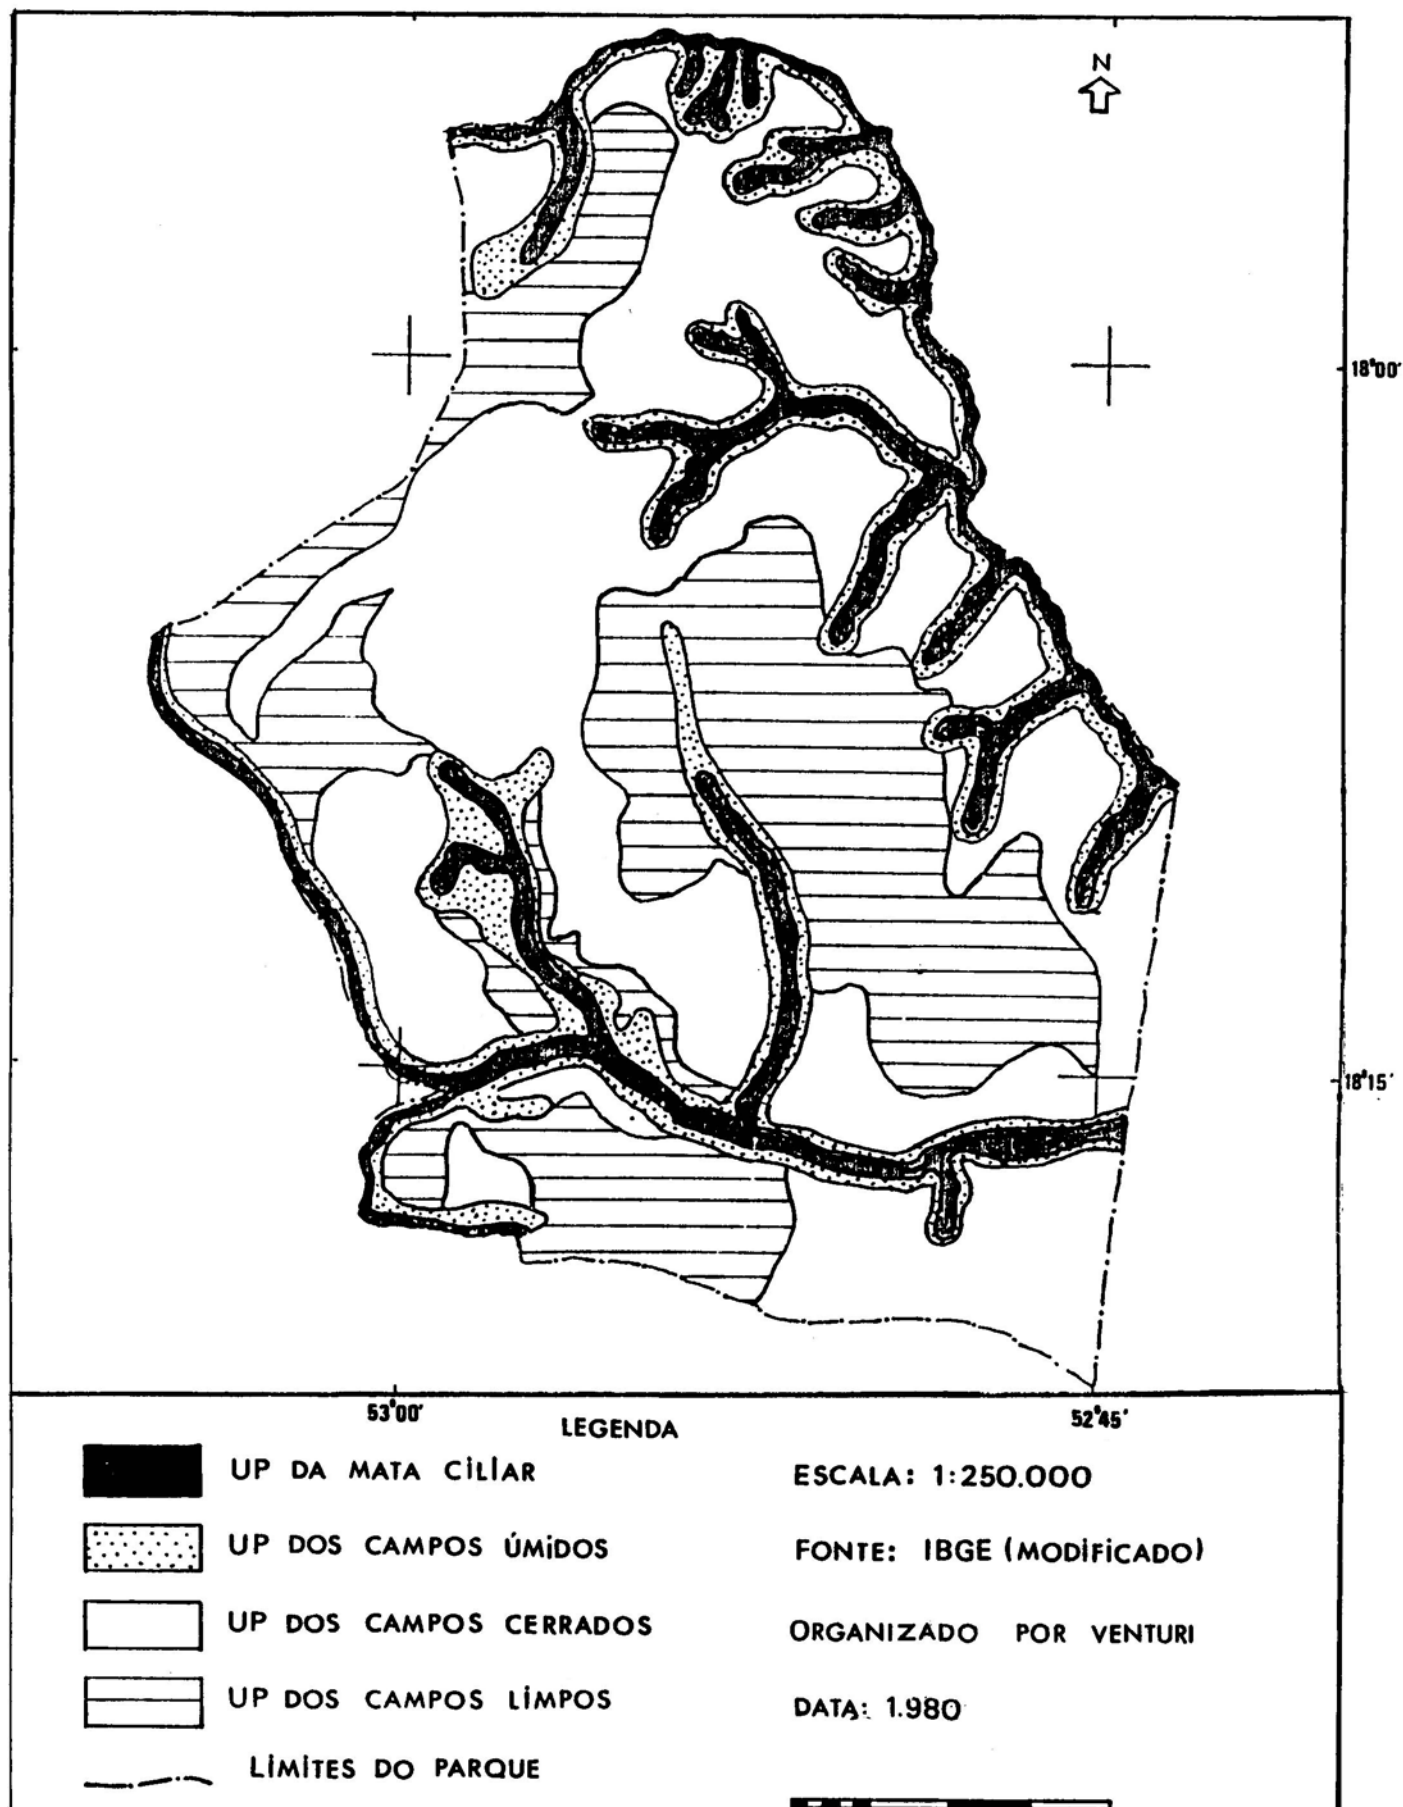 N
18°00'
18°15'
53°00'
52°45'
LEGENDA
UP DA MATA CILIAR
UP DOS CAMPOS ÚMIDOS
UP DOS CAMPOS CERRADOS
UP DOS CAMPOS LIMPOS
LIMITES DO PARQUE
ESCALA: 1:250.000
FONTE: IBGE (MODIFICADO)
ORGANIZADO POR VENTURI
DATA: 1.980